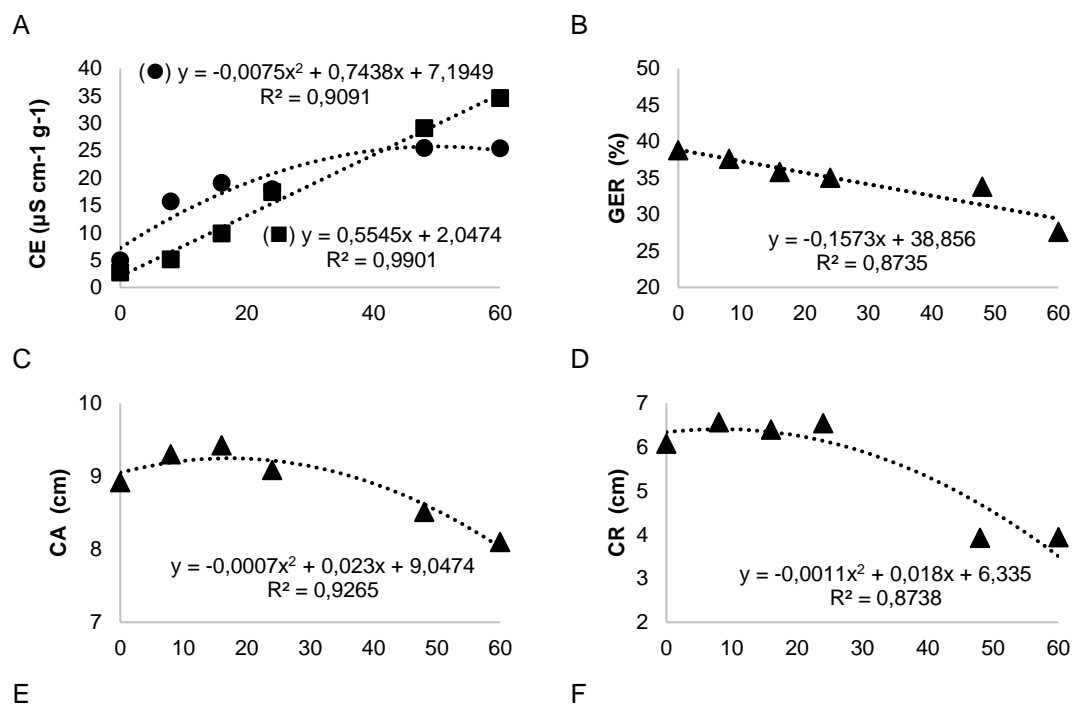 A
CE (µS cm-1 g-1)
40
35
30
25
20
15
10
5
0
0 20 40 60
(●) y = -0,0075x² + 0,7438x + 7,1949
R² = 0,9091
(■) y = 0,5545x + 2,0474
R² = 0,9901
B
GER (%)
50
45
40
35
30
25
20
0 10 20 30 40 50 60
y = -0,1573x + 38,856
R² = 0,8735
C
CA (cm)
10
9
8
7
0 10 20 30 40 50 60
y = -0,0007x² + 0,023x + 9,0474
R² = 0,9265
D
CR (cm)
7
6
5
4
3
2
0 10 20 30 40 50 60
y = -0,0011x² + 0,018x + 6,335
R² = 0,8738
E
F